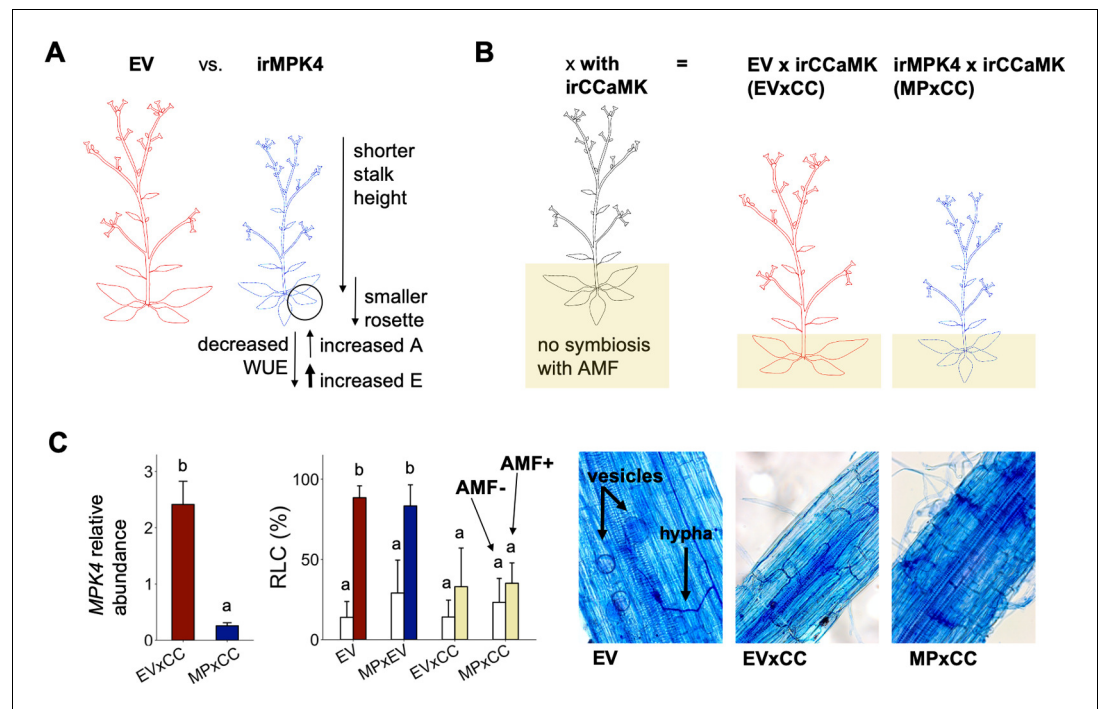 A
EV vs. irMPK4
shorter
stalk
height
smaller
rosette
decreased
WUE
increased A
increased E
B
x with
irCCaMK
=
EV x irCCaMK
(EVxCC)
irMPK4 x irCCaMK
(MPxCC)
no symbiosis
with AMF
C
MPK4 relative
abundance
3
2
1
0
b
a
EVxCC
MPxCC
RLC (%)
100
50
0
a
b
a
b
a
a
a
a
AMF-
AMF+
EV
MPxEV
EVxCC
MPxCC
vesicles
hypha
EV
EVxCC
MPxCC